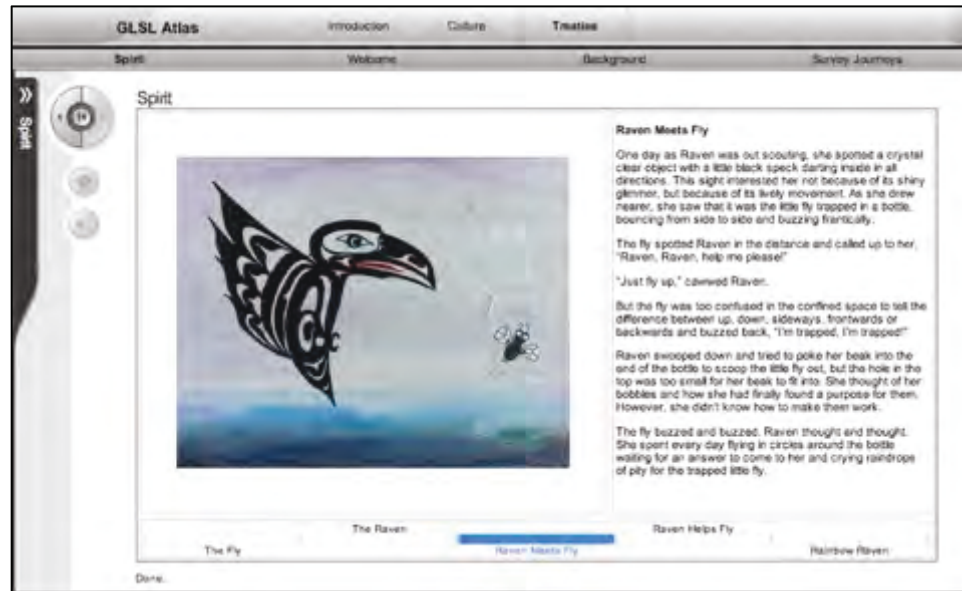 GLSL Atlas
Introduction
Culture
Treaties
Spirit
Welcome
Background
Survey Journeys
Spirit
Spirit
Raven Meets Fly
One day as Raven was out scouting, she spotted a crystal
clear object with a little black speck darting inside in all
directions. This sight interested her not because of its shiny
glimmer, but because of its lively movement. As she drew
nearer, she saw that it was the little fly trapped in a bottle,
bouncing from side to side and buzzing frantically.
The fly spotted Raven in the distance and called up to her,
"Raven, Raven, help me please!"
"Just fly up," cawwed Raven.
But the fly was too confused in the confined space to tell the
difference between up, down, sideways, frontwards or
backwards and buzzed back, "I'm trapped, I'm trapped!"
Raven swooped down and tried to poke her beak into the
end of the bottle to scoop the little fly out, but the hole in the
top was too small for her beak to fit into. She thought of her
bobbles and how she had finally found a purpose for them.
However, she didn't know how to make them work.
The fly buzzed and buzzed. Raven thought and thought.
She spent every day flying in circles around the bottle
waiting for an answer to come to her and crying raindrops
of pity for the trapped little fly.
The Raven
Raven Helps Fly
The Fly
Raven Meets Fly
Rainbow Raven
Done.